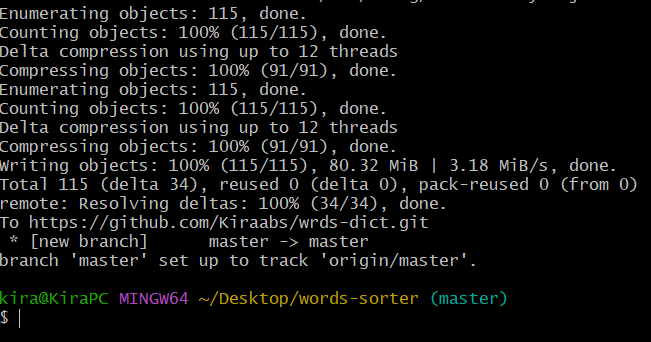 Enumerating objects: 115, done.
Counting objects: 100% (115/115), done.
Delta compression using up to 12 threads
Compressing objects: 100% (91/91), done.
Enumerating objects: 115, done.
Counting objects: 100% (115/115), done.
Delta compression using up to 12 threads
Compressing objects: 100% (91/91), done.
Writing objects: 100% (115/115), 80.32 MiB | 3.18 MiB/s, done.
Total 115 (delta 34), reused 0 (delta 0), pack-reused 0 (from 0)
remote: Resolving deltas: 100% (34/34), done.
To https://github.com/Kiraabs/wrds-dict.git
 * [new branch]      master -> master
branch 'master' set up to track 'origin/master'.

kira@KiraPC MINGW64 ~/Desktop/words-sorter (master)
$